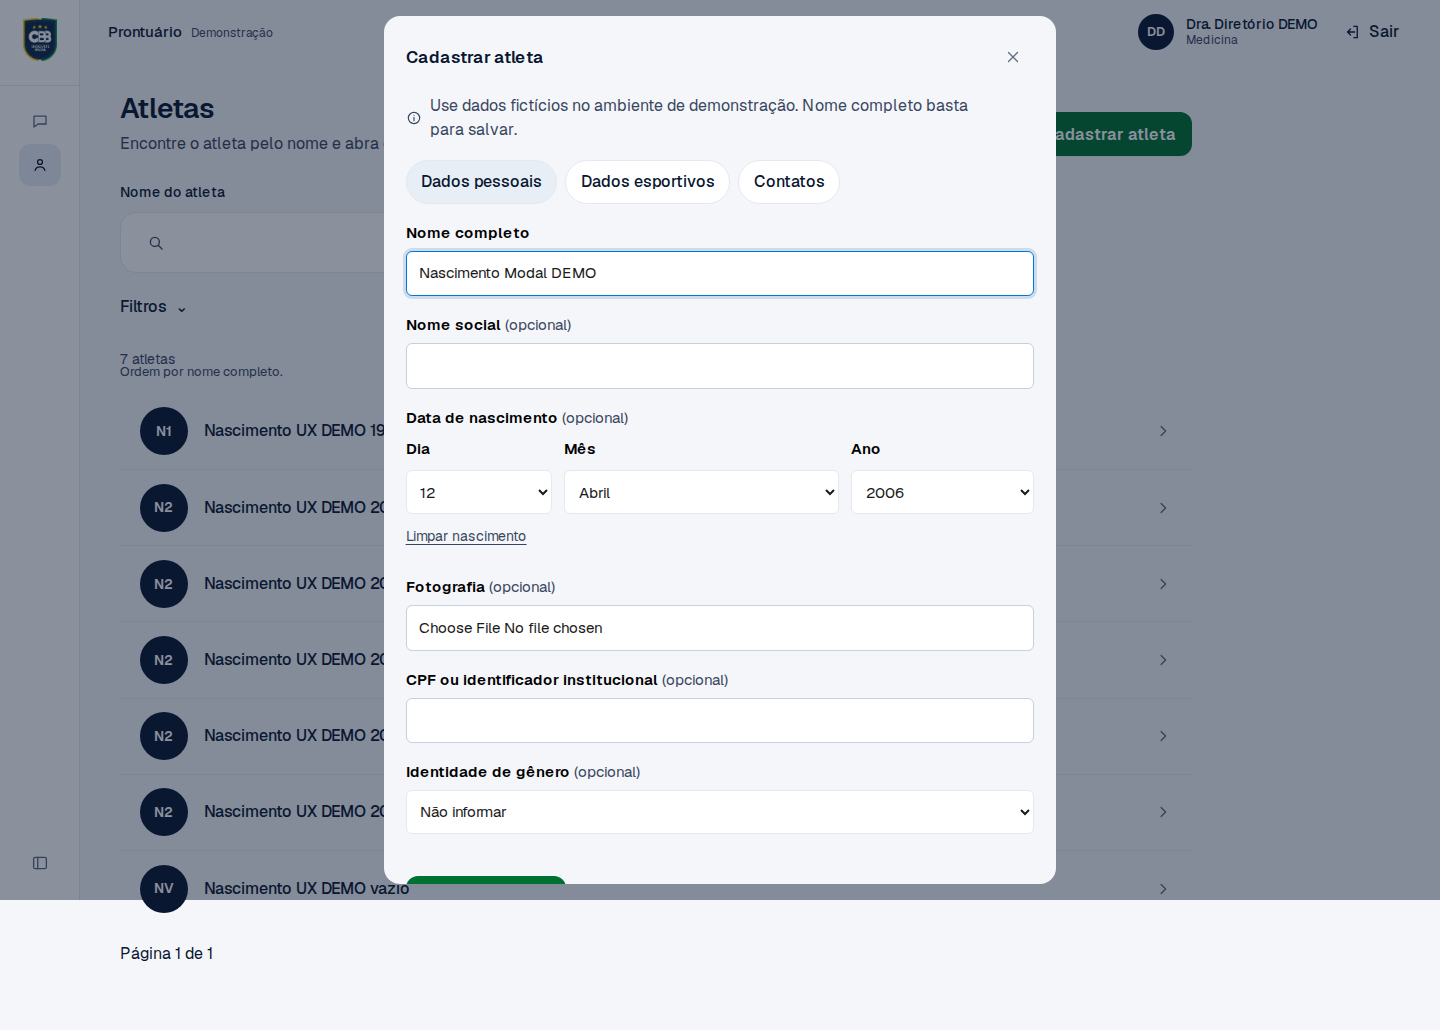 CBB
Prontuário Demonstração
DD
Dra. Diretório DEMO
Medicina
Sair
Atletas
Encontre o atleta pelo nome e abra
adastrar atleta
Nome do atleta
Filtros
7 atletas
Ordem por nome completo.
N1 Nascimento UX DEMO 19
N2 Nascimento UX DEMO 20
N2 Nascimento UX DEMO 20
N2 Nascimento UX DEMO 20
N2 Nascimento UX DEMO 20
N2 Nascimento UX DEMO 20
NV Nascimento UX DEMO vazio
Página 1 de 1
Cadastrar atleta
Use dados fictícios no ambiente de demonstração. Nome completo basta
para salvar.
Dados pessoais Dados esportivos Contatos
Nome completo
Nascimento Modal DEMO
Nome social (opcional)
Data de nascimento (opcional)
Dia Mês Ano
12 Abril 2006
Limpar nascimento
Fotografia (opcional)
Choose File No file chosen
CPF ou identificador institucional (opcional)
Identidade de gênero (opcional)
Não informar